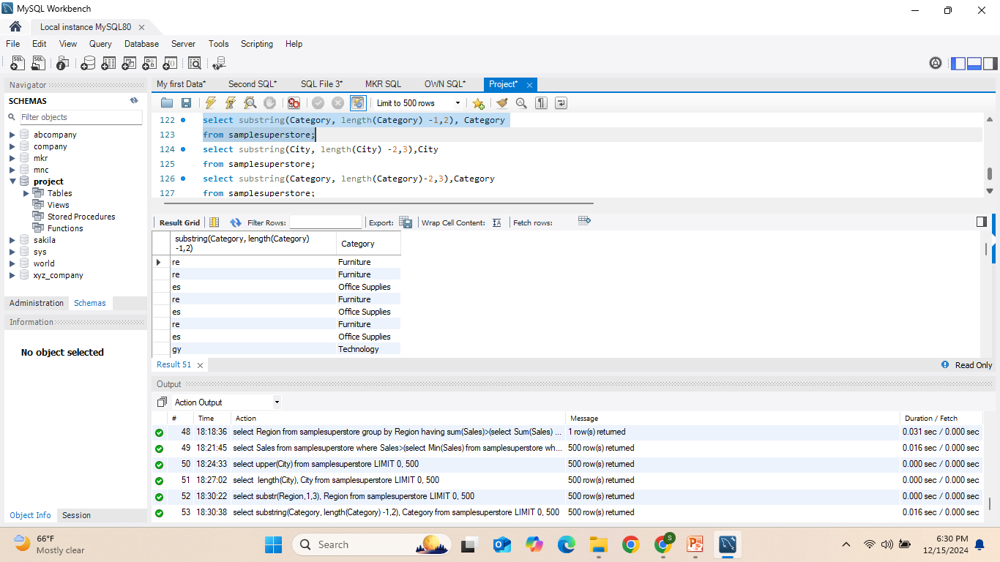 MySQL Workbench
Local instance MySQL80
File Edit View Query Database Server Tools Scripting Help
Navigator
SCHEMAS
Filter objects
abcompany
company
mkr
mnc
project
Tables
Views
Stored Procedures
Functions
sakila
sys
world
xyz_company
Administration Schemas
Information
No object selected
Object Info Session
My first Data* Second SQL* SQL File 3* MKR SQL OWN SQL* Project*
Limit to 500 rows
122 select substring(Category, length(Category) -1,2), Category
123 from samplesuperstore;
124 select substring(City, length(City) -2,3),City
125 from samplesuperstore;
126 select substring(Category, length(Category)-2,3),Category
127 from samplesuperstore;
Result Grid Filter Rows: Export: Wrap Cell Content: Fetch rows:
substring(Category, length(Category)
-1,2) Category
re Furniture
re Furniture
es Office Supplies
re Furniture
es Office Supplies
re Furniture
es Office Supplies
gy Technology
Result 51 Read Only
Output
Action Output
# Time Action Message Duration / Fetch
48 18:18:36 select Region from samplesuperstore group by Region having sum(Sales)>(select Sum(Sales) ... 1 row(s) returned 0.031 sec / 0.000 sec
49 18:21:45 select Sales from samplesuperstore where Sales>(select Min(Sales) from samplesuperstore wh... 500 row(s) returned 0.016 sec / 0.000 sec
50 18:24:33 select upper(City) from samplesuperstore LIMIT 0, 500 500 row(s) returned 0.000 sec / 0.000 sec
51 18:27:02 select length(City), City from samplesuperstore LIMIT 0, 500 500 row(s) returned 0.000 sec / 0.000 sec
52 18:30:22 select substr(Region,1,3), Region from samplesuperstore LIMIT 0, 500 500 row(s) returned 0.000 sec / 0.000 sec
53 18:30:38 select substring(Category, length(Category) -1,2), Category from samplesuperstore LIMIT 0, 500 500 row(s) returned 0.016 sec / 0.000 sec
66°F
Mostly clear
Search
S
6:30 PM
12/15/2024